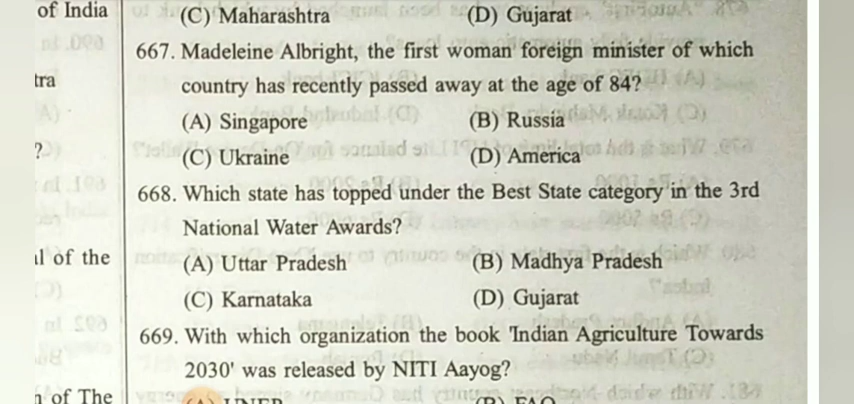 of India
(C) Maharashtra (D) Gujarat
tra
667. Madeleine Albright, the first woman foreign minister of which
country has recently passed away at the age of 84?
(A) Singapore (B) Russia
?
(C) Ukraine (D) America
668. Which state has topped under the Best State category in the 3rd
National Water Awards?
of the
(A) Uttar Pradesh (B) Madhya Pradesh
(C) Karnataka (D) Gujarat
669. With which organization the book 'Indian Agriculture Towards
2030' was released by NITI Aayog?
of The
(B) FAO